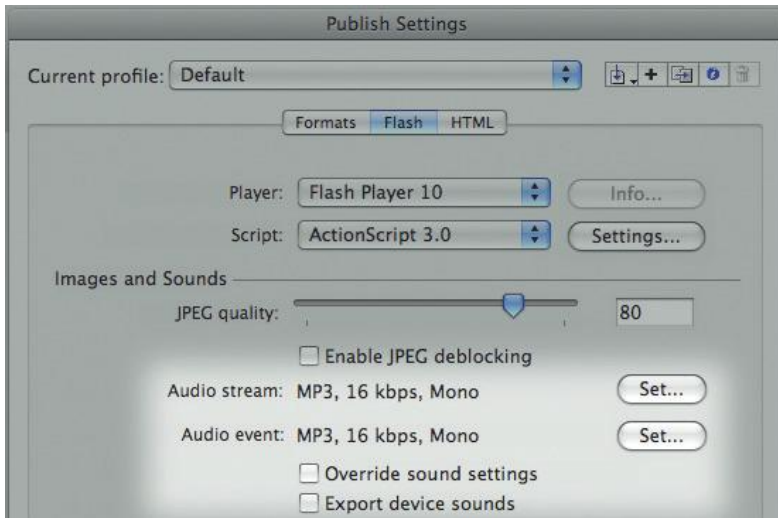 Publish Settings
Current profile: Default
Formats Flash HTML
Player: Flash Player 10 Info...
Script: ActionScript 3.0 Settings...
Images and Sounds
JPEG quality: 80
Enable JPEG deblocking
Audio stream: MP3, 16 kbps, Mono Set...
Audio event: MP3, 16 kbps, Mono Set...
Override sound settings
Export device sounds